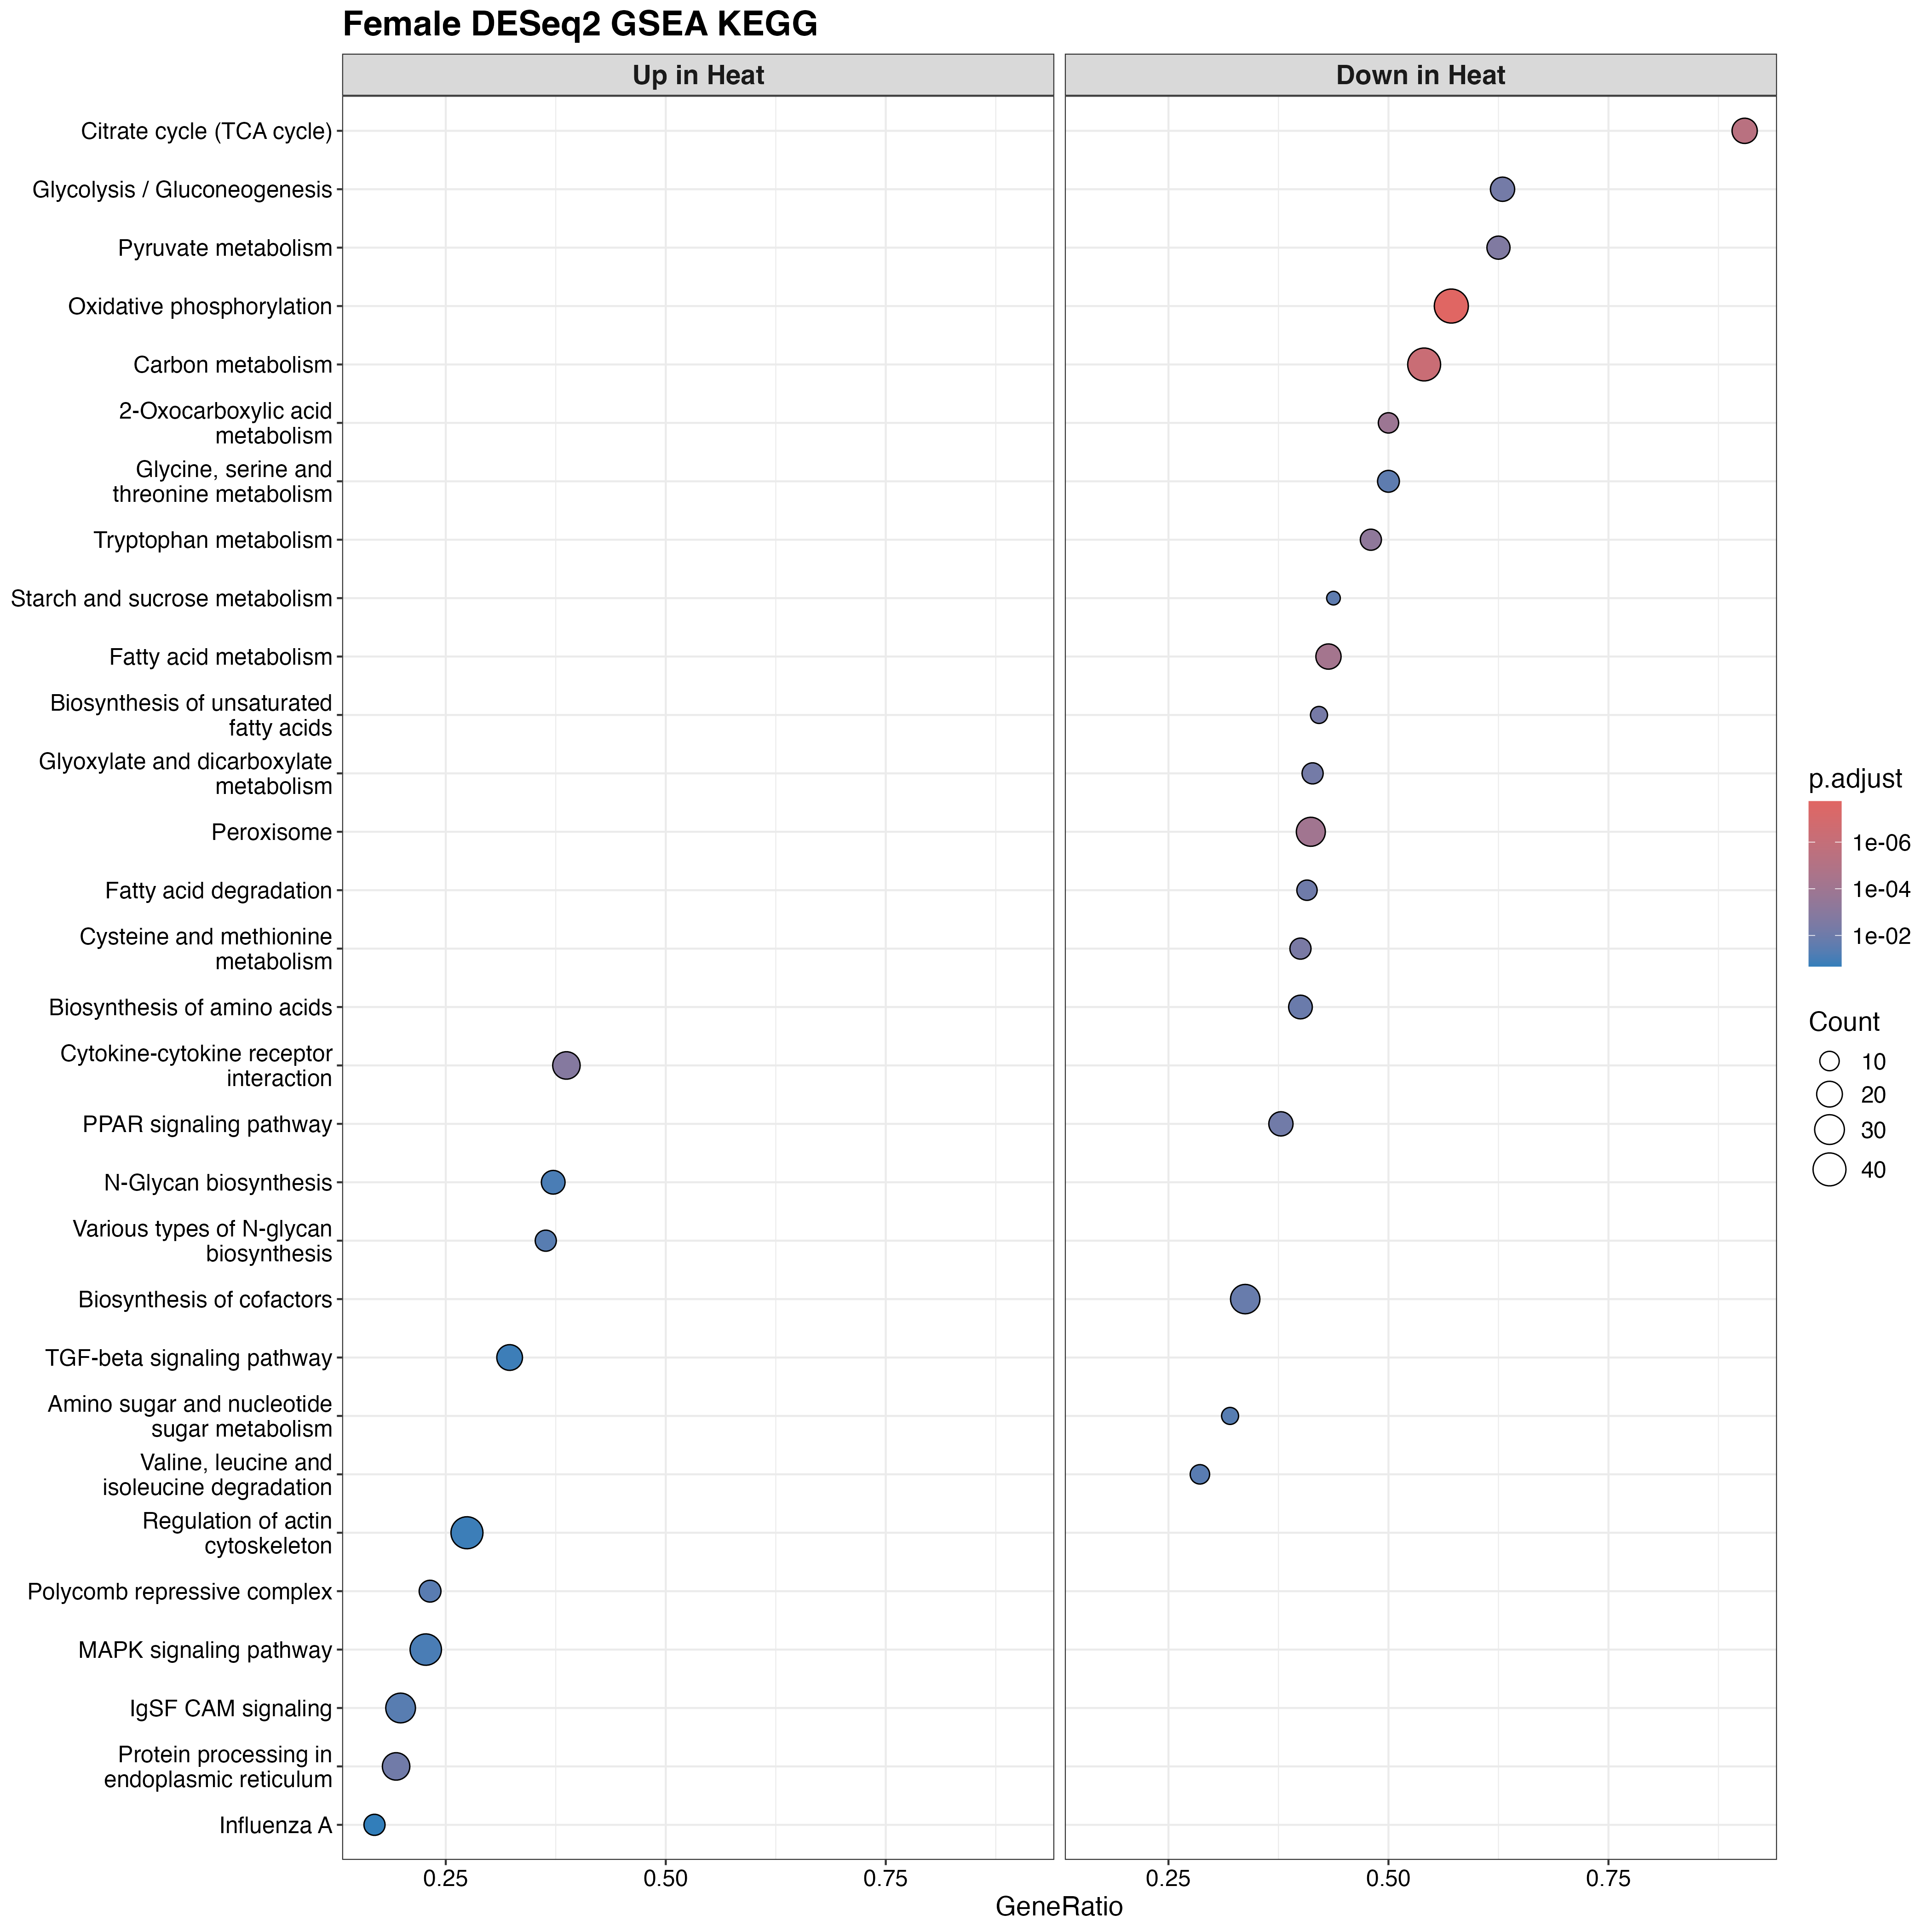 Female DESeq2 GSEA KEGG
Up in Heat
Down in Heat
Citrate cycle (TCA cycle)
Glycolysis / Gluconeogenesis
Pyruvate metabolism
Oxidative phosphorylation
Carbon metabolism
2-Oxocarboxylic acid
metabolism
Glycine, serine and
threonine metabolism
Tryptophan metabolism
Starch and sucrose metabolism
Fatty acid metabolism
Biosynthesis of unsaturated
fatty acids
Glyoxylate and dicarboxylate
metabolism
Peroxisome
Fatty acid degradation
Cysteine and methionine
metabolism
Biosynthesis of amino acids
Cytokine-cytokine receptor
interaction
PPAR signaling pathway
N-Glycan biosynthesis
Various types of N-glycan
biosynthesis
Biosynthesis of cofactors
TGF-beta signaling pathway
Amino sugar and nucleotide
sugar metabolism
Valine, leucine and
isoleucine degradation
Regulation of actin
cytoskeleton
Polycomb repressive complex
MAPK signaling pathway
IgSF CAM signaling
Protein processing in
endoplasmic reticulum
Influenza A
0.25 0.50 0.75
0.25 0.50 0.75
GeneRatio
p.adjust
1e-06
1e-04
1e-02
Count
10
20
30
40